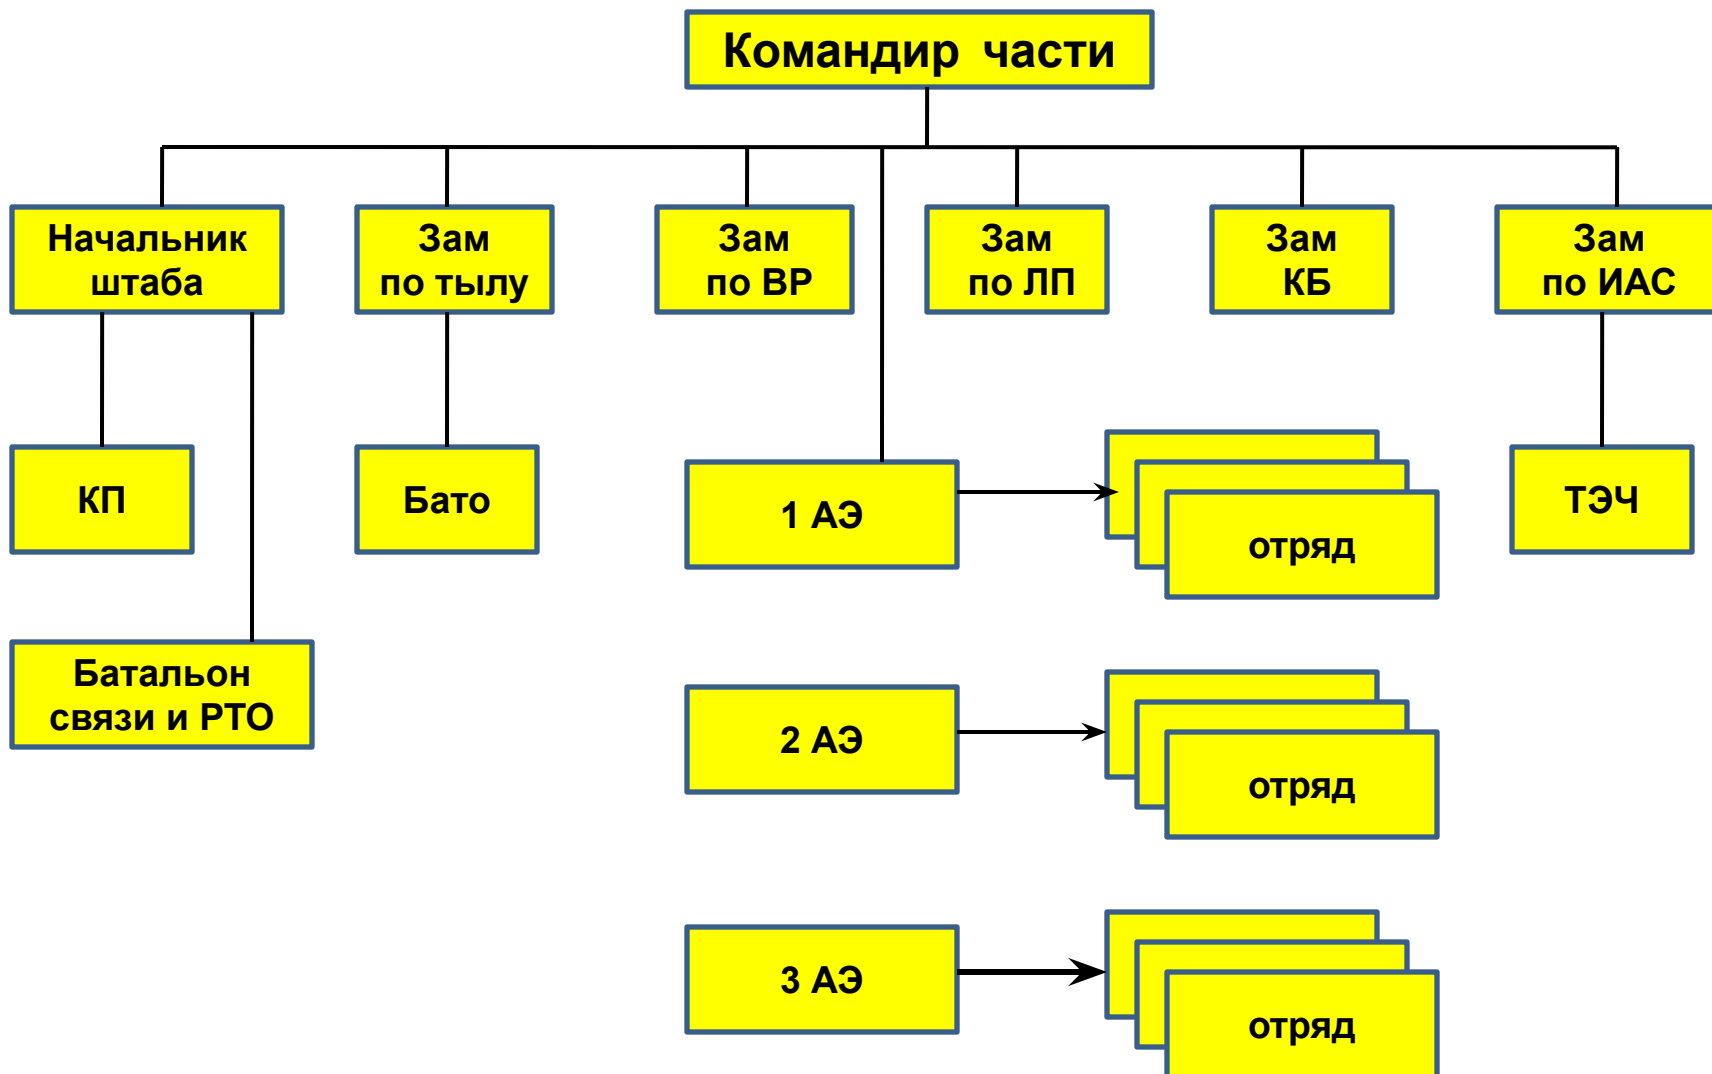 Командир части
Начальник
штаба
Зам
по тылу
Зам
по ВР
Зам
по ЛП
Зам
КБ
Зам
по ИАС
КП
Бато
1 АЭ
отряд
ТЭЧ
Батальон
связи и РТО
2 АЭ
отряд
3 АЭ
отряд